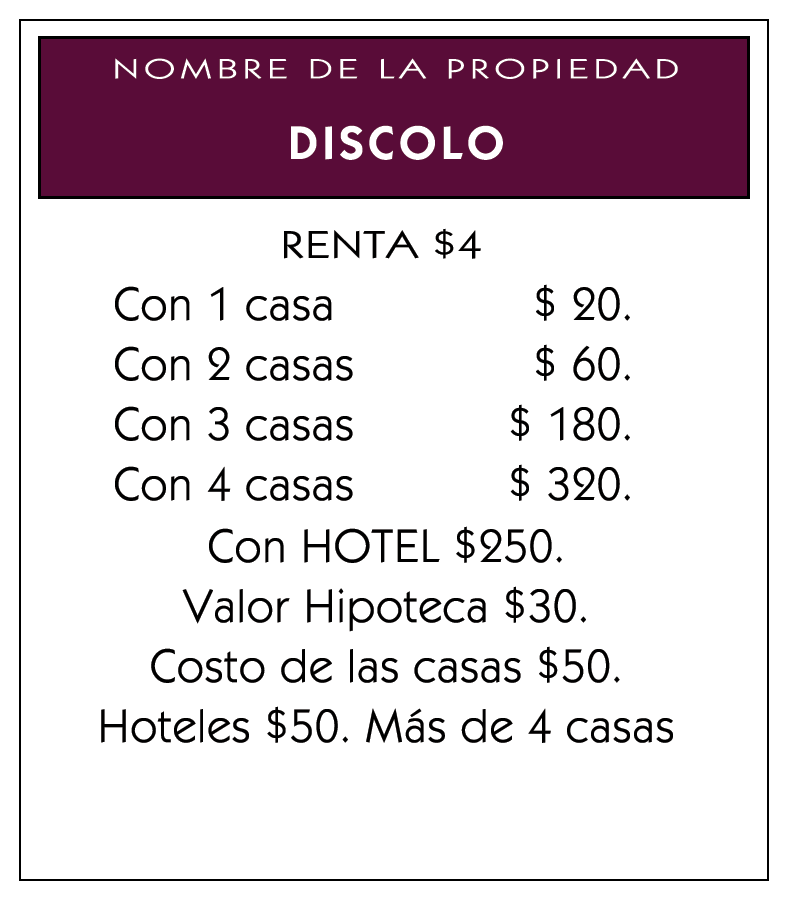 NOMBRE DE LA PROPIEDAD
DISCOLO
RENTA $4
Con 1 casa $ 20.
Con 2 casas $ 60.
Con 3 casas $ 180.
Con 4 casas $ 320.
Con HOTEL $250.
Valor Hipoteca $30.
Costo de las casas $50.
Hoteles $50. Más de 4 casas